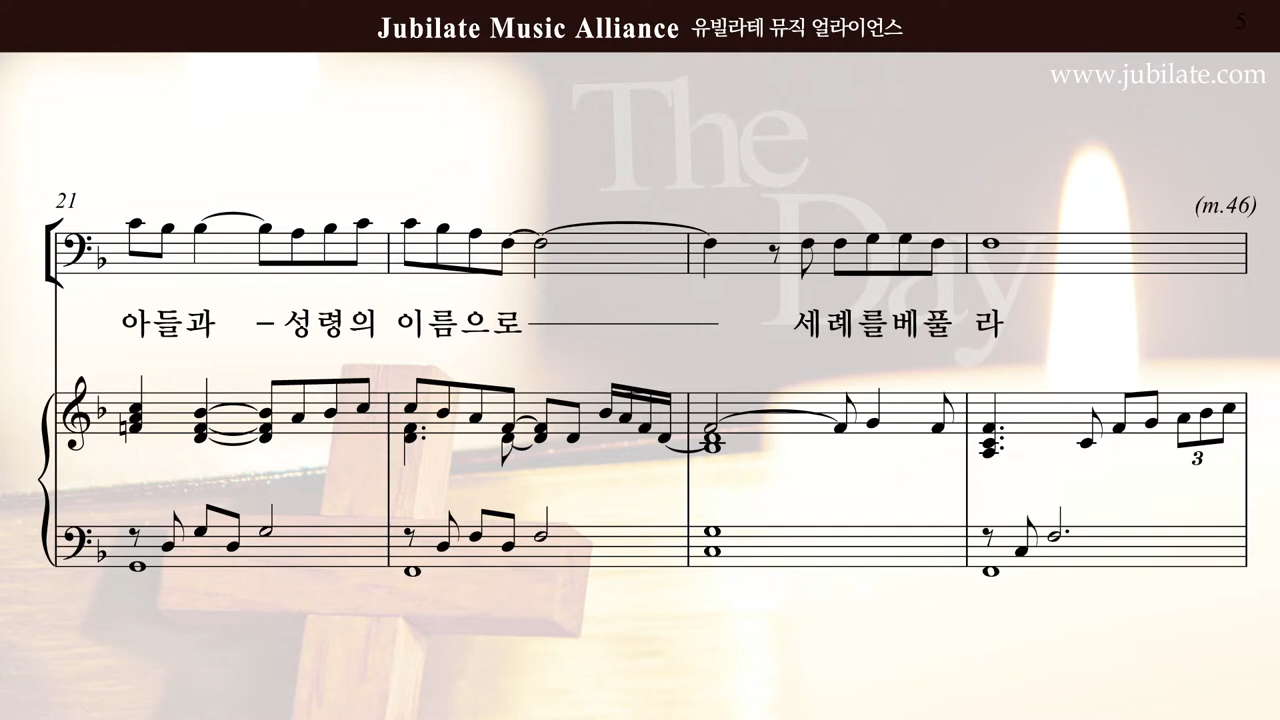 Jubilate Music Alliance 유빌라테 뮤직 얼라이언스
5
www.jubilate.com
The
Day
21
(m.46)
아들과 – 성령의 이름으로 세례를베풀 라
3